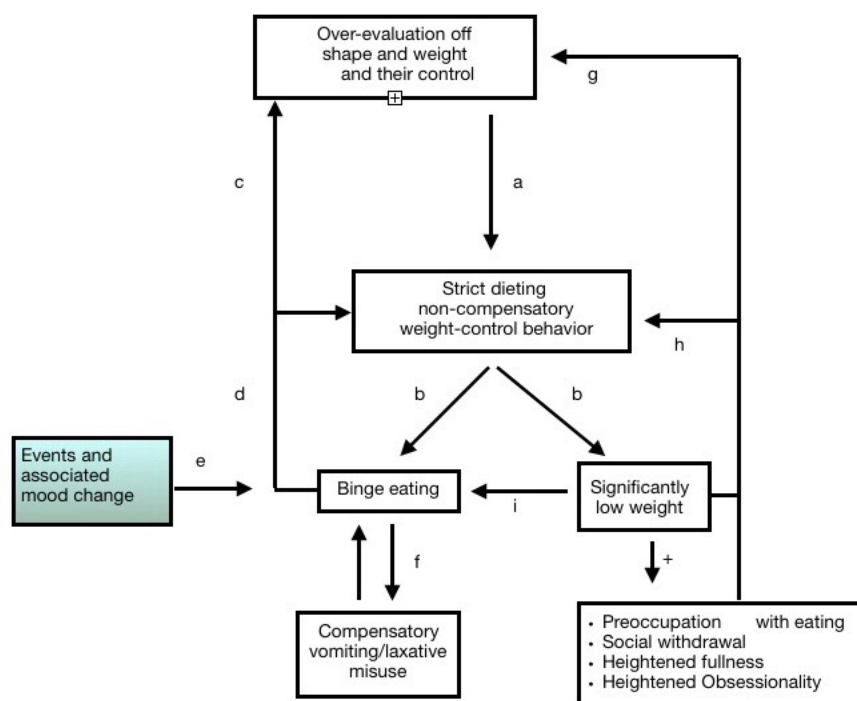 Over-evaluation off
shape and weight
and their control
g
c
a
Strict dieting
non-compensatory
weight-control behavior
h
d
b
b
Events and
associated
mood change
e
Binge eating
i
Significantly
low weight
f
+
Compensatory
vomiting/laxative
misuse
• Preoccupation with eating
• Social withdrawal
• Heightened fullness
• Heightened Obsessionality